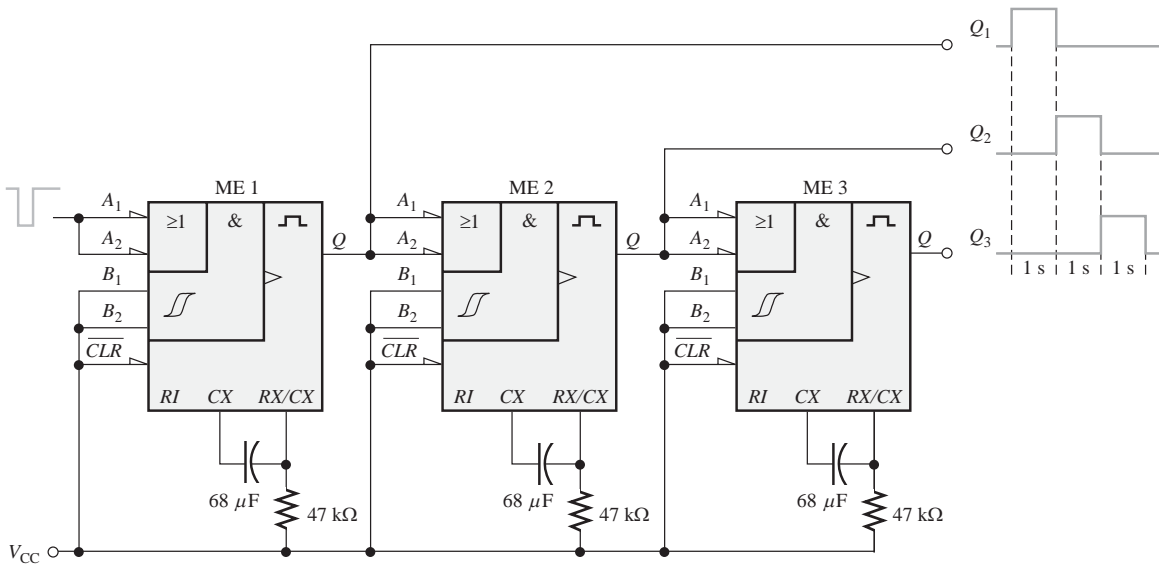 Q1
Q2
ME 1
ME 2
ME 3
A1 ≥1 & Q
A1 ≥1 & Q
A1 ≥1 & Q Q3
A2
A2
A2
1 s 1 s 1 s
B1
B1
B1
B2
B2
B2
CLR
CLR
CLR
RI CX RX/CX
RI CX RX/CX
RI CX RX/CX
68 μF
47 kΩ
68 μF
47 kΩ
68 μF
47 kΩ
VCC